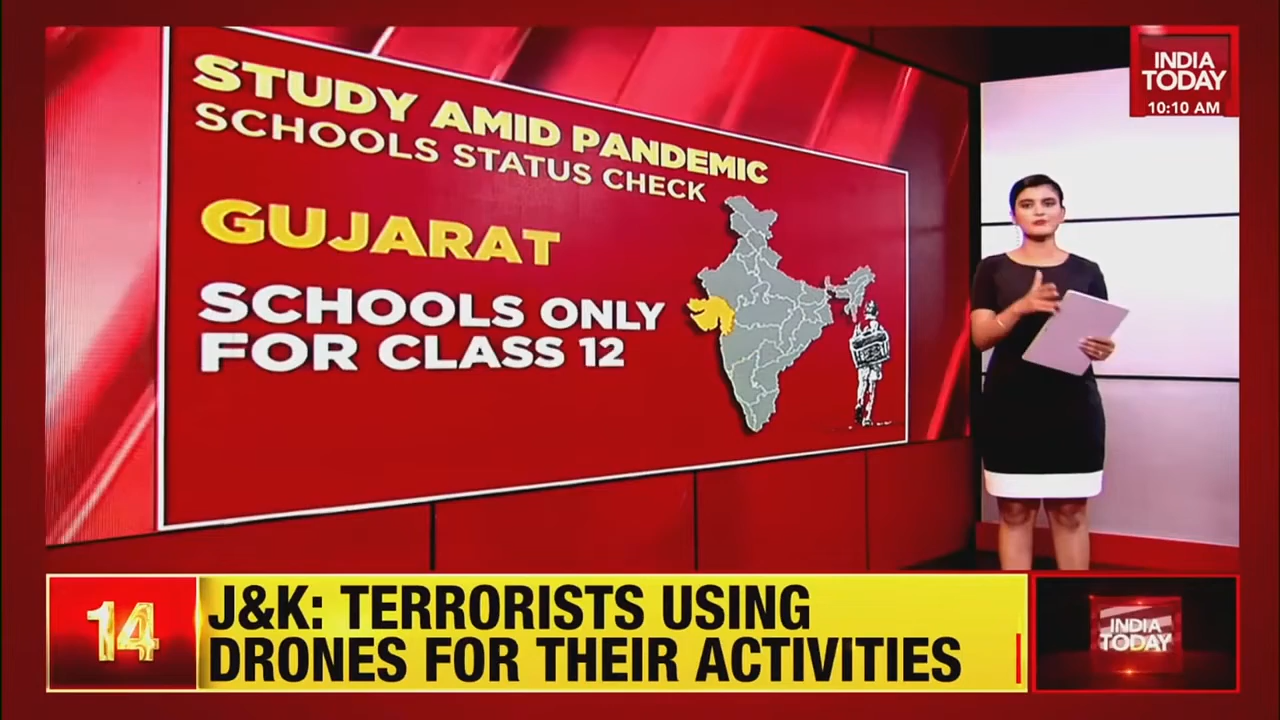 STUDY AMID PANDEMIC
SCHOOLS STATUS CHECK
GUJARAT
SCHOOLS ONLY
FOR CLASS 12
INDIA
TODAY
10:10 AM
14
J&K: TERRORISTS USING
DRONES FOR THEIR ACTIVITIES
INDIA
TODAY